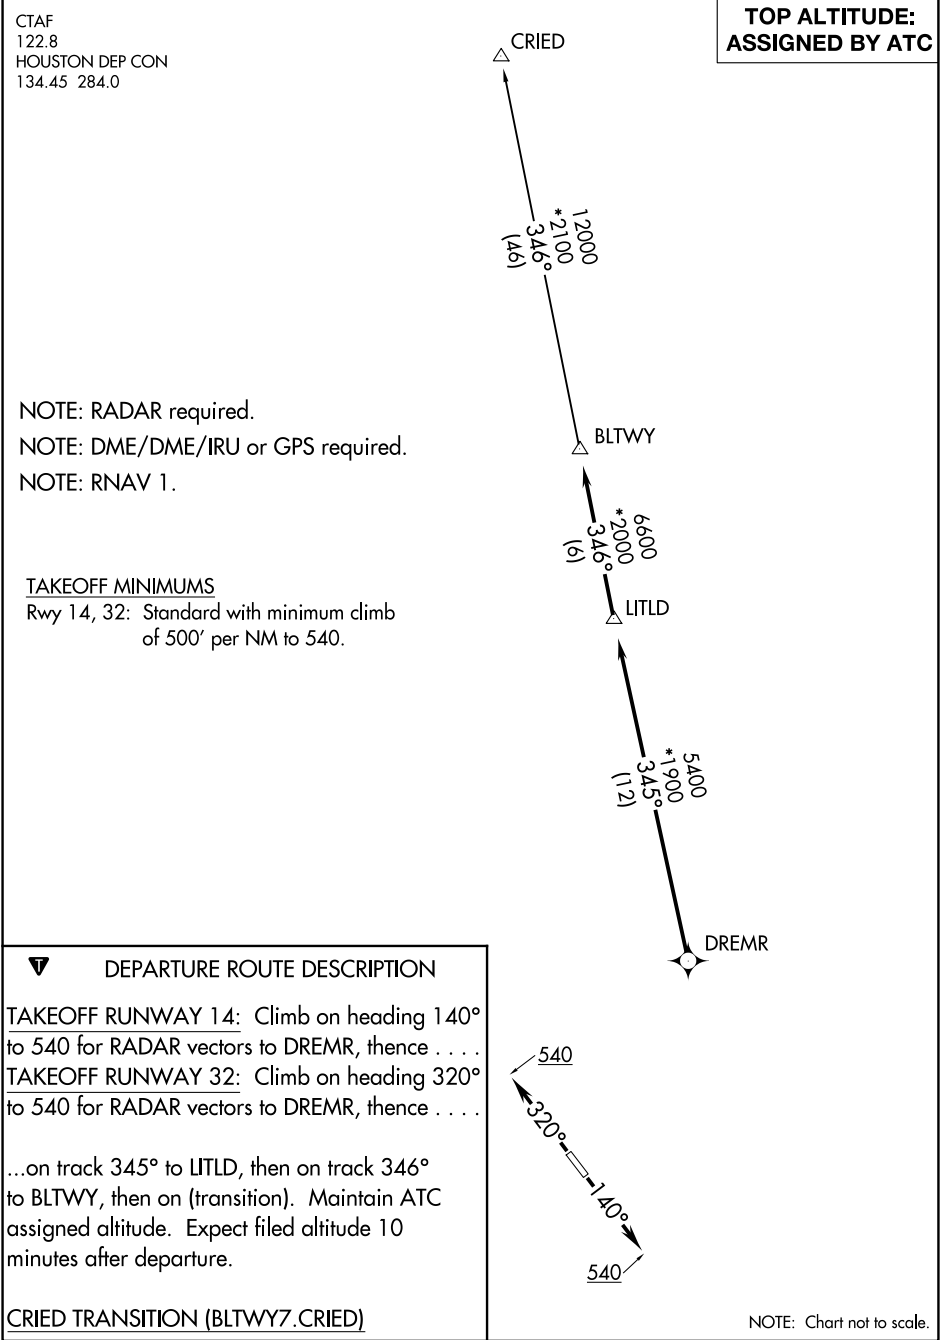 CTAF
122.8
HOUSTON DEP CON
134.45 284.0
TOP ALTITUDE:
ASSIGNED BY ATC
CRIED
12000
*2100
346°
(46)
NOTE: RADAR required.
NOTE: DME/DME/IRU or GPS required.
NOTE: RNAV 1.
BLTWY
6600
*2000
346°
(6)
TAKEOFF MINIMUMS
Rwy 14, 32: Standard with minimum climb
of 500' per NM to 540.
LITLD
5400
*1900
345°
(12)
DREMR
T
DEPARTURE ROUTE DESCRIPTION
TAKEOFF RUNWAY 14: Climb on heading 140°
to 540 for RADAR vectors to DREMR, thence . . . .
TAKEOFF RUNWAY 32: Climb on heading 320°
to 540 for RADAR vectors to DREMR, thence . . . .
...on track 345° to LITLD, then on track 346°
to BLTWY, then on (transition). Maintain ATC
assigned altitude. Expect filed altitude 10
minutes after departure.
CRIED TRANSITION (BLTWY7.CRIED)
540
320°
140°
540
NOTE: Chart not to scale.